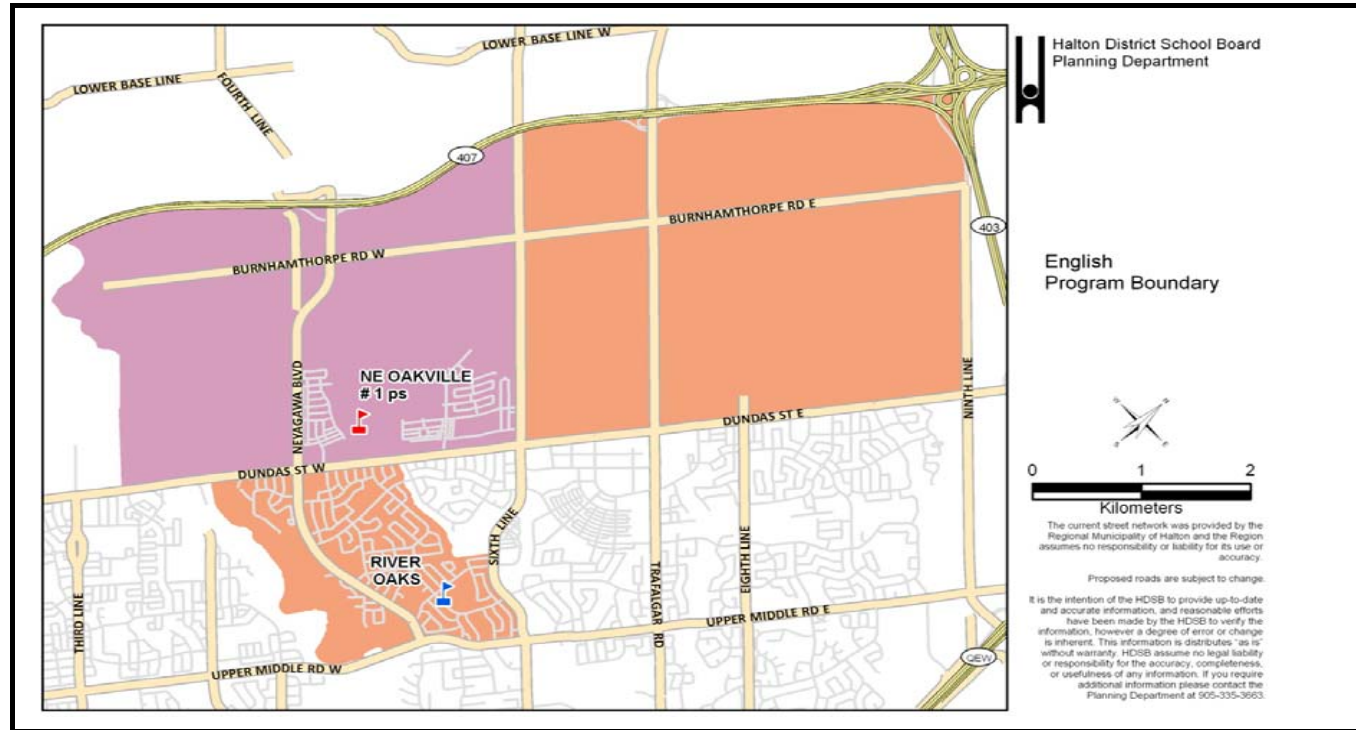 LOWER BASE LINE W
LOWER BASE LINE
FOURTH LINE
407
BURNHAMTHORPE RD E
BURNHAMTHORPE RD W
403
NEYAGAWA BLVD
NE OAKVILLE
# 1 ps
NINTH LINE
DUNDAS ST E
DUNDAS ST W
SIXTH LINE
RIVER
OAKS
THIRD LINE
TRAFALGAR RD
EIGHTH LINE
UPPER MIDDLE RD E
UPPER MIDDLE RD W
QEW
Halton District School Board
Planning Department
English
Program Boundary
0 1 2
Kilometers
The current street network was provided by the
Regional Municipality of Halton and the Region
assumes no responsibility or liability for its use or
accuracy.
Proposed roads are subject to change.
It is the intention of the HDSB to provide up-to-date
and accurate information, and reasonable efforts
have been made by the HDSB to verify the
information, however a degree of error or change
is inherent. This information is distributes "as is"
without warranty. HDSB assume no legal liability
or responsibility for the accuracy, completeness,
or usefulness of any information. If you require
additional information please contact the
Planning Department at 905-335-3663.